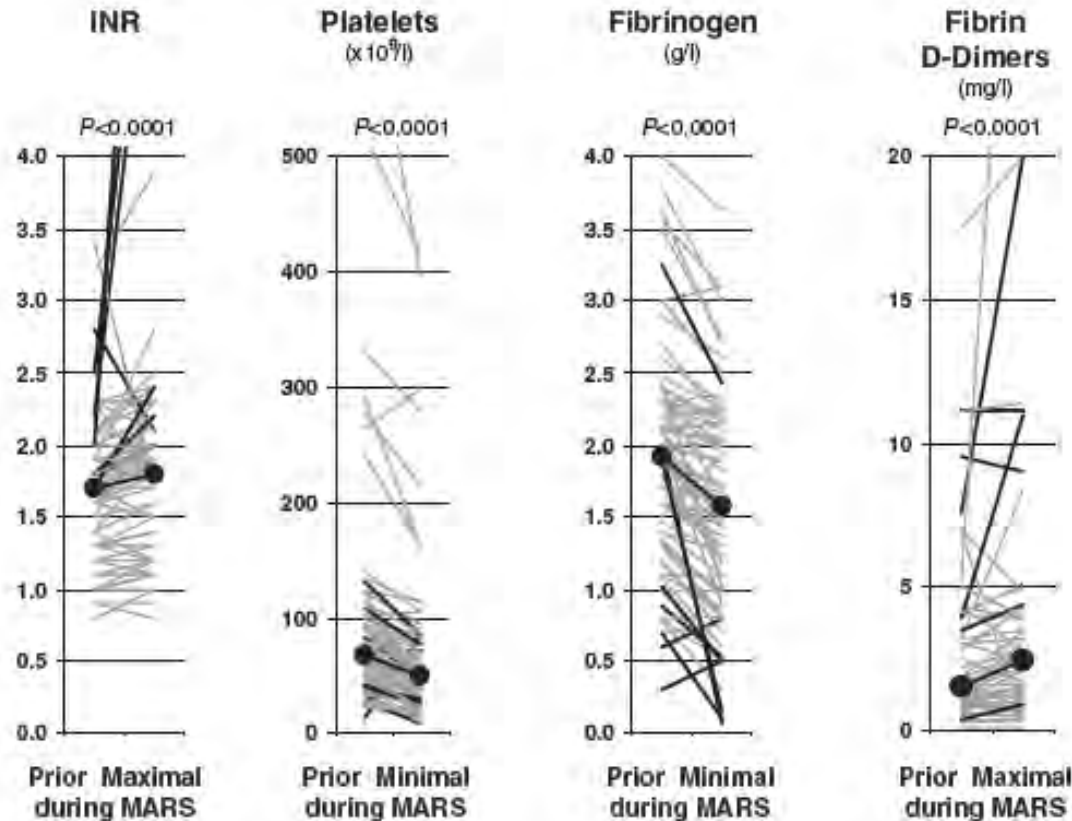 INR
P<0.0001
4.0
3.5
3.0
2.5
2.0
1.5
1.0
0.5
0.0
Prior Maximal
during MARS
Platelets
(x10⁹/l)
P<0.0001
500
400
300
200
100
0
Prior Minimal
during MARS
Fibrinogen
(g/l)
P<0.0001
4.0
3.5
3.0
2.5
2.0
1.5
1.0
0.5
0.0
Prior Minimal
during MARS
Fibrin
D-Dimers
(mg/l)
P<0.0001
20
15
10
5
0
Prior Maximal
during MARS